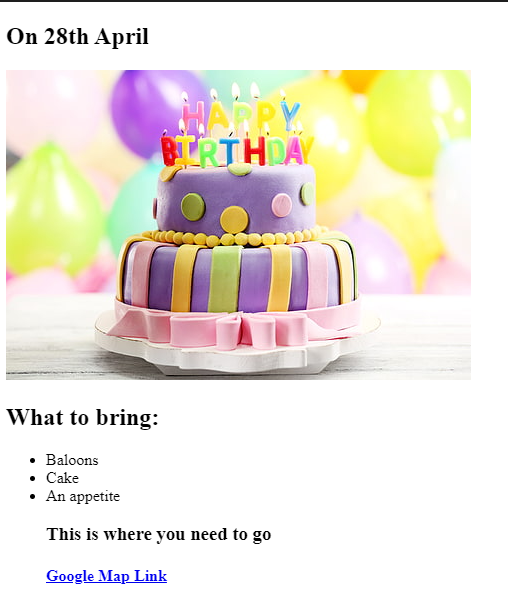 On 28th April
HAPPY
BIRTHDAY
What to bring:
Baloons
Cake
An appetite
This is where you need to go
Google Map Link